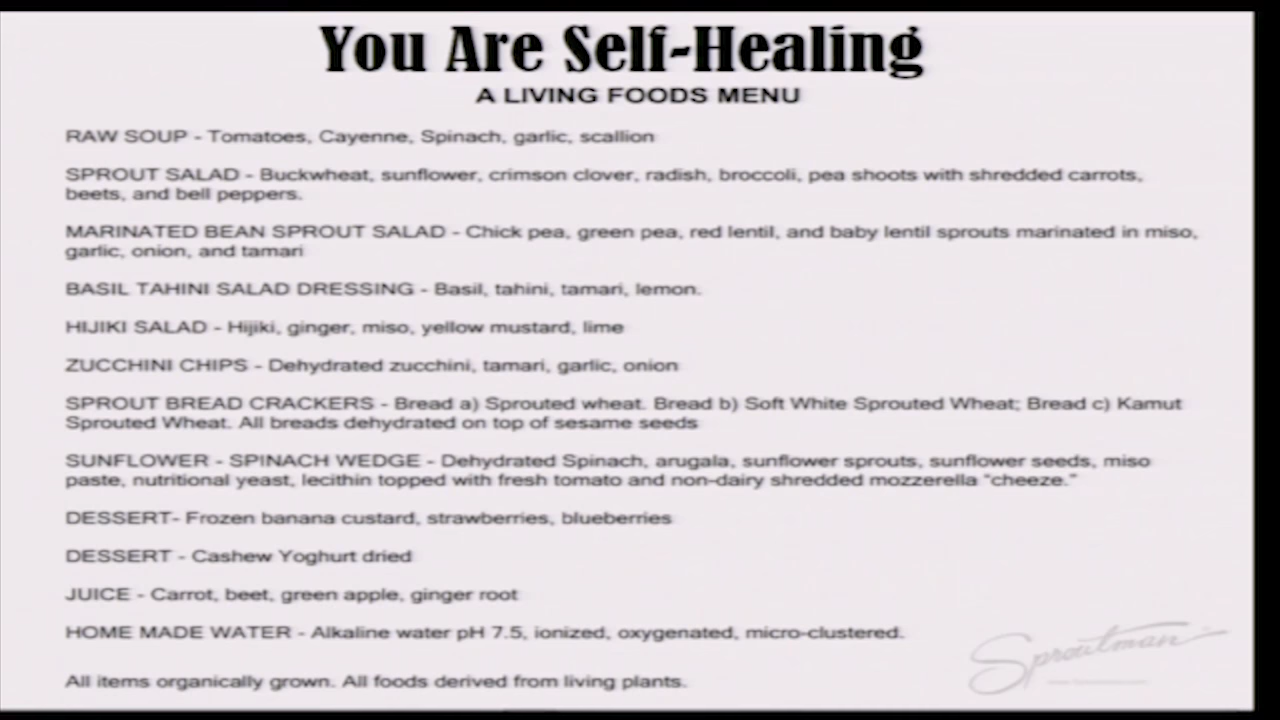 You Are Self-Healing
A LIVING FOODS MENU
RAW SOUP - Tomatoes, Cayenne, Spinach, garlic, scallion
SPROUT SALAD - Buckwheat, sunflower, crimson clover, radish, broccoli, pea shoots with shredded carrots,
beets, and bell peppers.
MARINATED BEAN SPROUT SALAD - Chick pea, green pea, red lentil, and baby lentil sprouts marinated in miso,
garlic, onion, and tamari
BASIL TAHINI SALAD DRESSING - Basil, tahini, tamari, lemon.
HIJIKI SALAD - Hijiki, ginger, miso, yellow mustard, lime
ZUCCHINI CHIPS - Dehydrated zucchini, tamari, garlic, onion
SPROUT BREAD CRACKERS - Bread a) Sprouted wheat. Bread b) Soft White Sprouted Wheat; Bread c) Kamut
Sprouted Wheat. All breads dehydrated on top of sesame seeds
SUNFLOWER - SPINACH WEDGE - Dehydrated Spinach, arugala, sunflower sprouts, sunflower seeds, miso
paste, nutritional yeast, lecithin topped with fresh tomato and non-dairy shredded mozzerella "cheeze."
DESSERT- Frozen banana custard, strawberries, blueberries
DESSERT - Cashew Yoghurt dried
JUICE - Carrot, beet, green apple, ginger root
HOME MADE WATER - Alkaline water pH 7.5, ionized, oxygenated, micro-clustered.
All items organically grown. All foods derived from living plants.
Sproutman